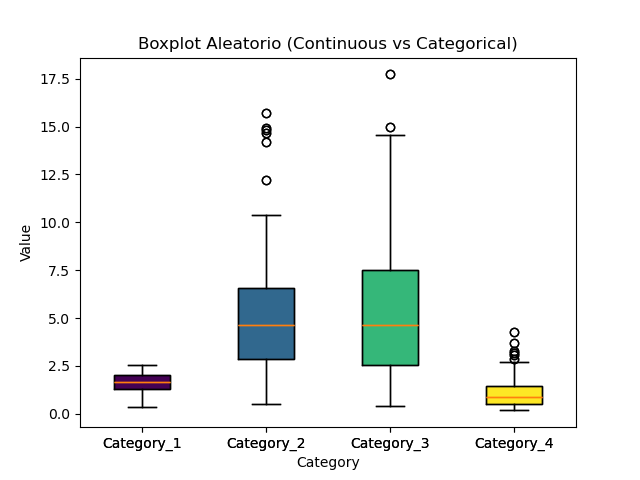 Boxplot Aleatorio (Continuous vs Categorical)
17.5
15.0
12.5
10.0
7.5
5.0
2.5
0.0
Value
Category_1 Category_2 Category_3 Category_4
Category